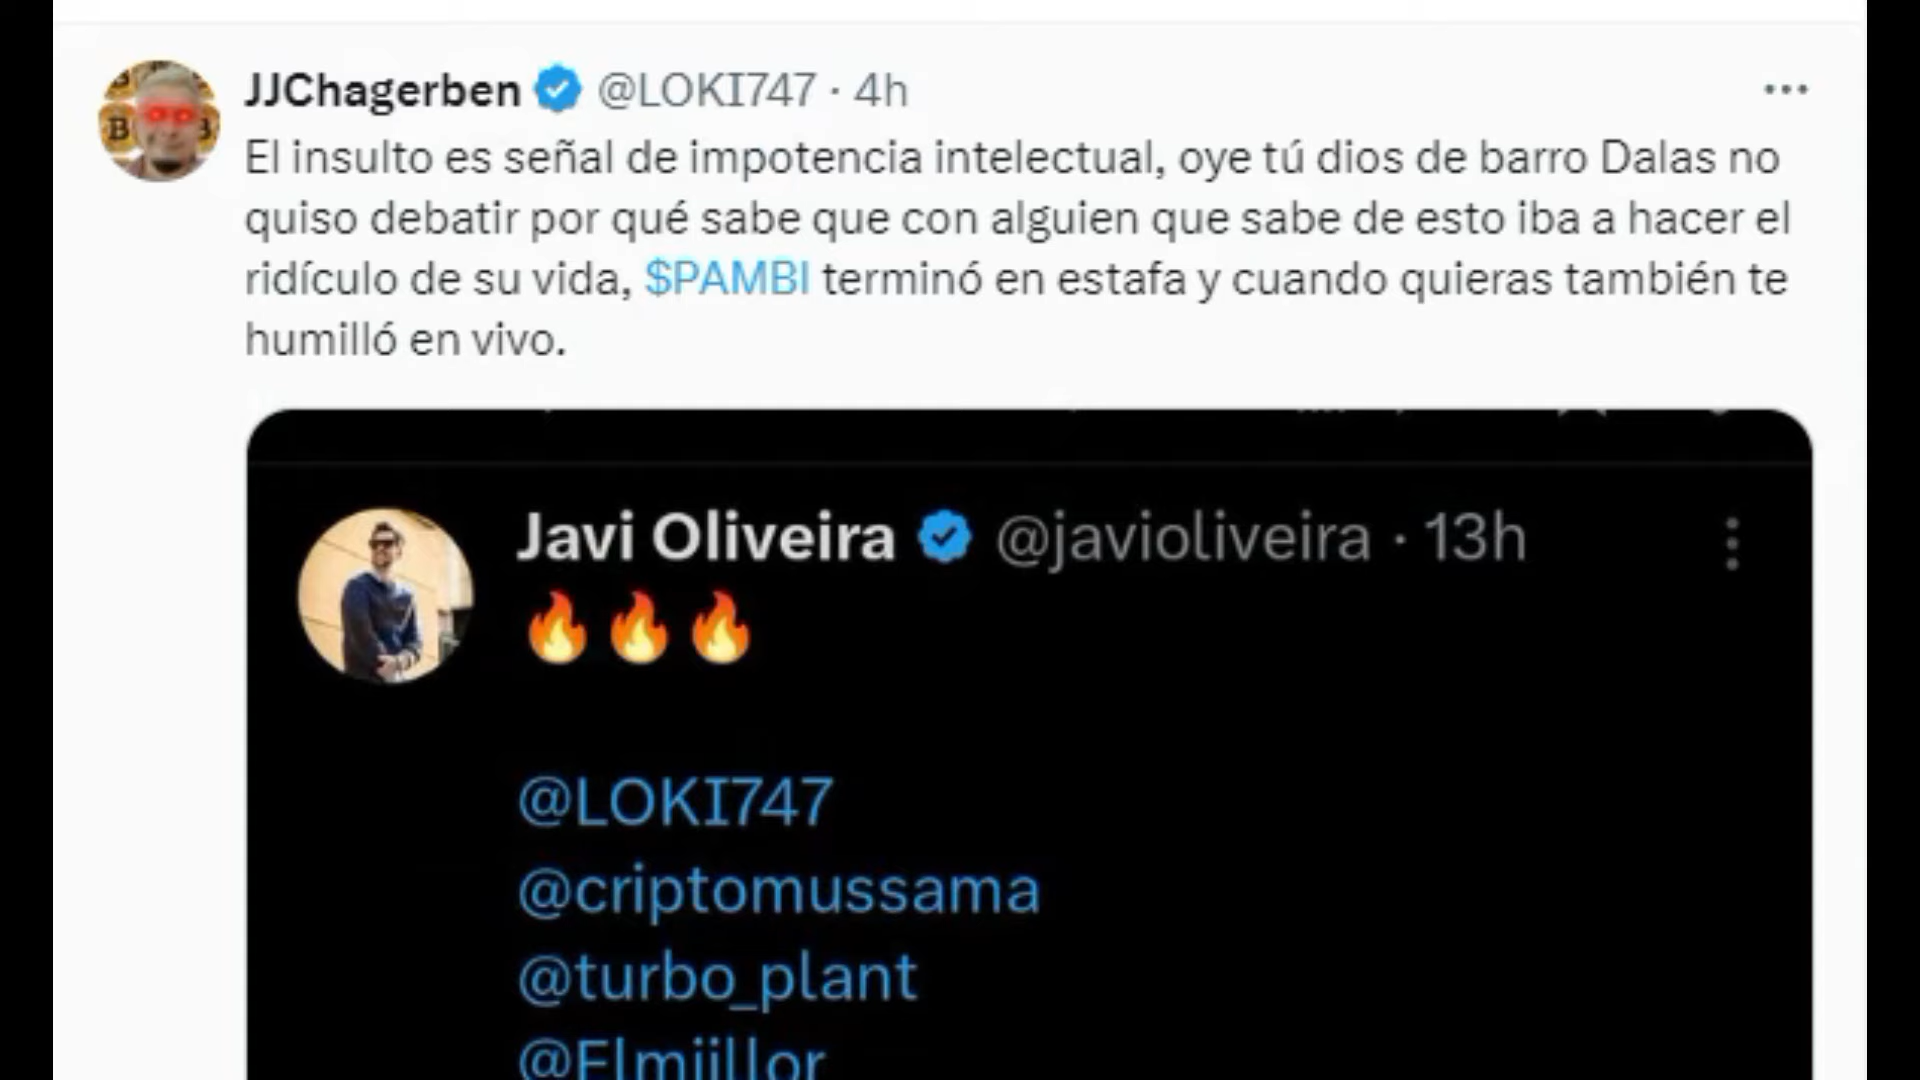 JJChagerben @LOKI747 · 4h
El insulto es señal de impotencia intelectual, oye tú dios de barro Dalas no
quiso debatir por qué sabe que con alguien que sabe de esto iba a hacer el
ridículo de su vida, $PAMBI terminó en estafa y cuando quieras también te
humilló en vivo.
Javi Oliveira @javioliveira · 13h
🔥🔥🔥
@LOKI747
@criptomussama
@turbo_plant
@Elmiillor